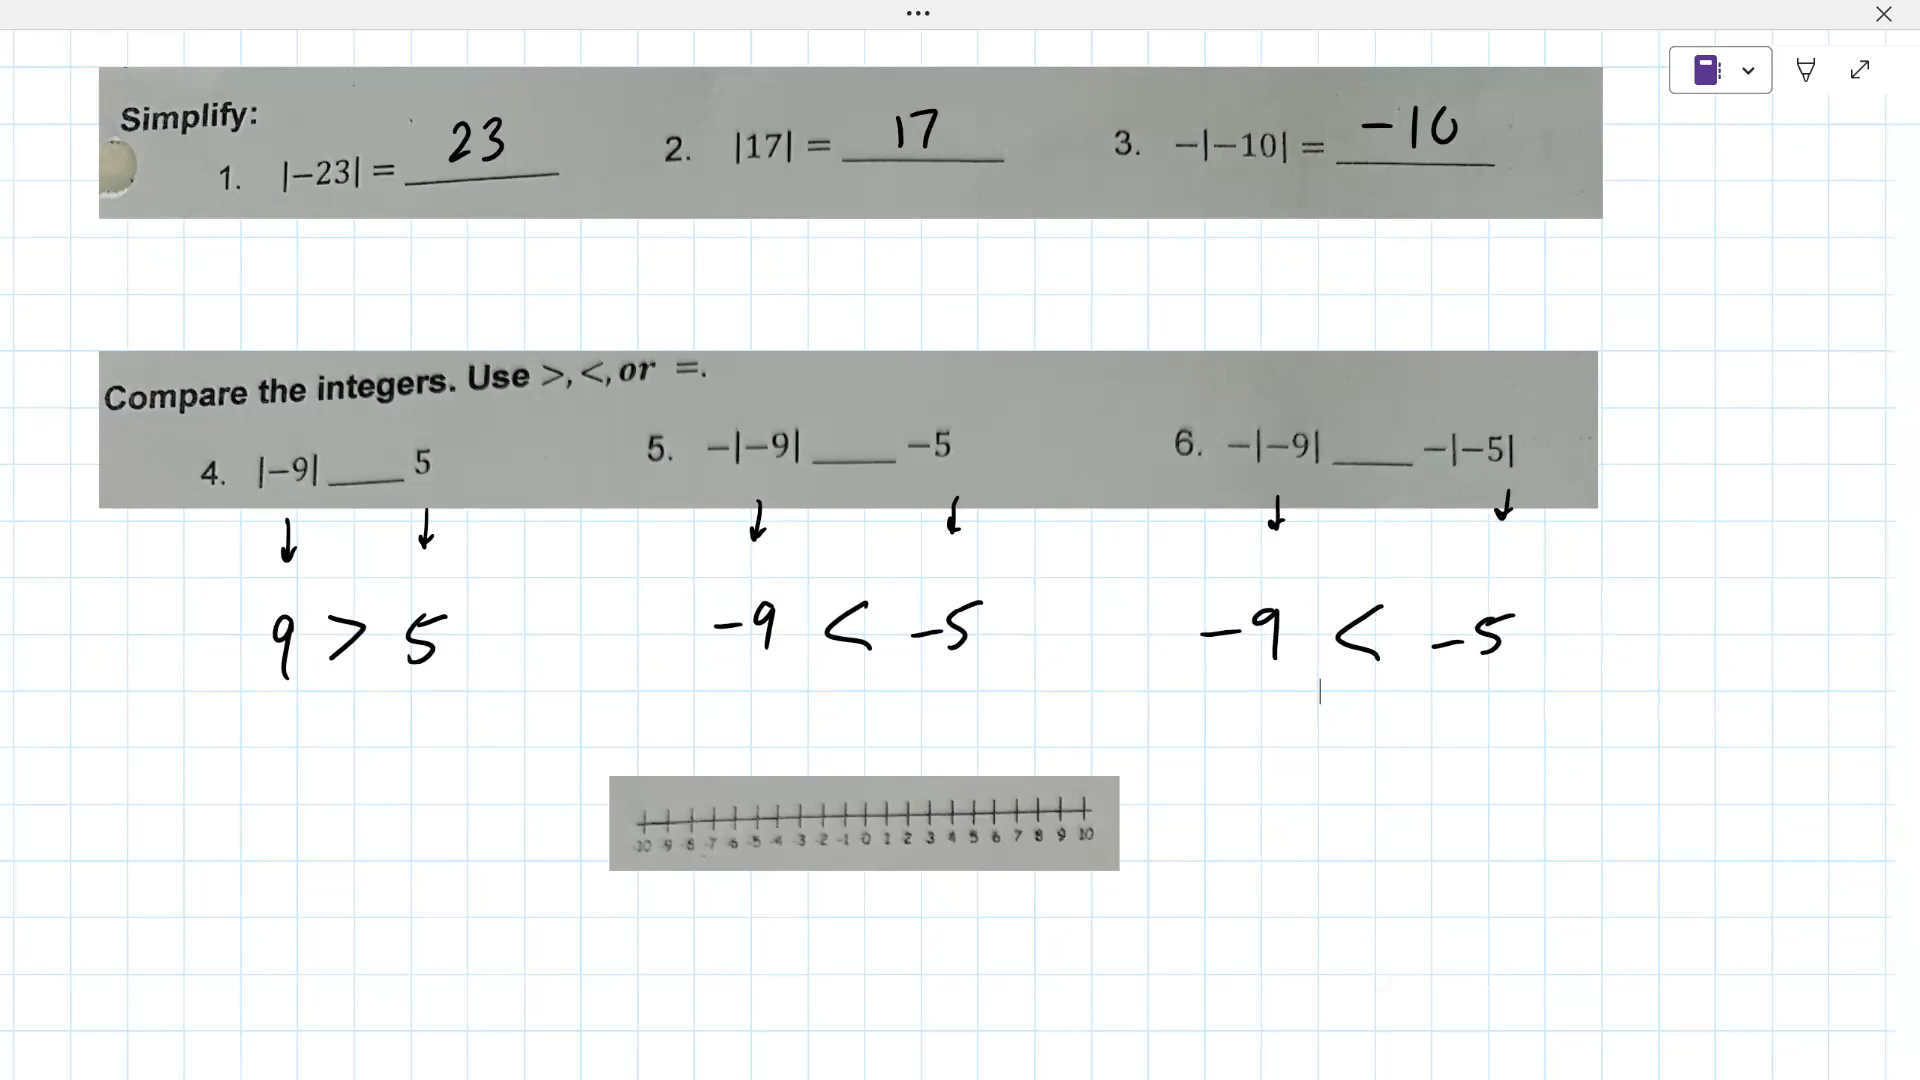 Simplify:
1. |−23| = 23
2. |17| = 17
3. −|−10| = −10
Compare the integers. Use >, <, or =.
4. |−9| ____ 5
5. −|−9| ____ −5
6. −|−9| ____ −|−5|
9 > 5
−9 < −5
−9 < −5
-10 -9 -8 -7 -6 -5 -4 -3 -2 -1 0 1 2 3 4 5 6 7 8 9 10